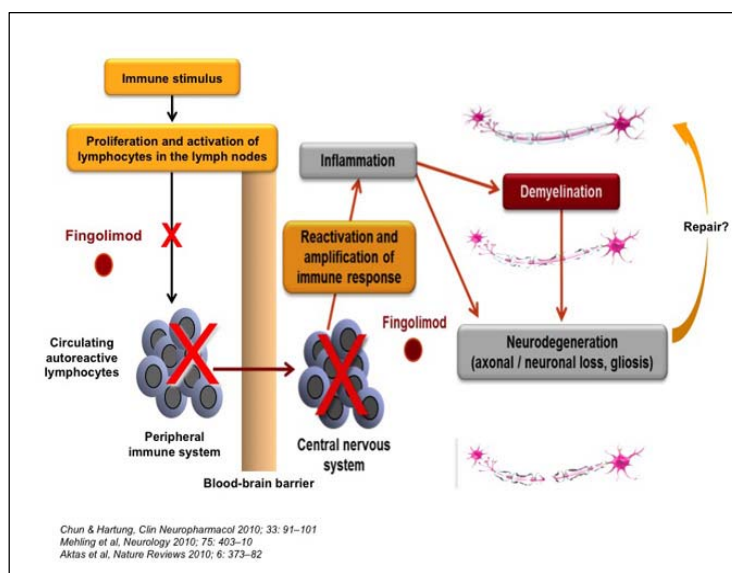 Immune stimulus
Proliferation and activation of
lymphocytes in the lymph nodes
Fingolimod
X
Circulating
autoreactive
lymphocytes
X
Peripheral
immune system
Blood-brain barrier
Inflammation
Reactivation and
amplification of
immune response
Fingolimod
X
Central nervous
system
Demyelination
Neurodegeneration
(axonal / neuronal loss, gliosis)
Repair?
Chun & Hartung, Clin Neuropharmacol 2010; 33: 91–101
Mehling et al, Neurology 2010; 75: 403–10
Aktas et al, Nature Reviews 2010; 6: 373–82